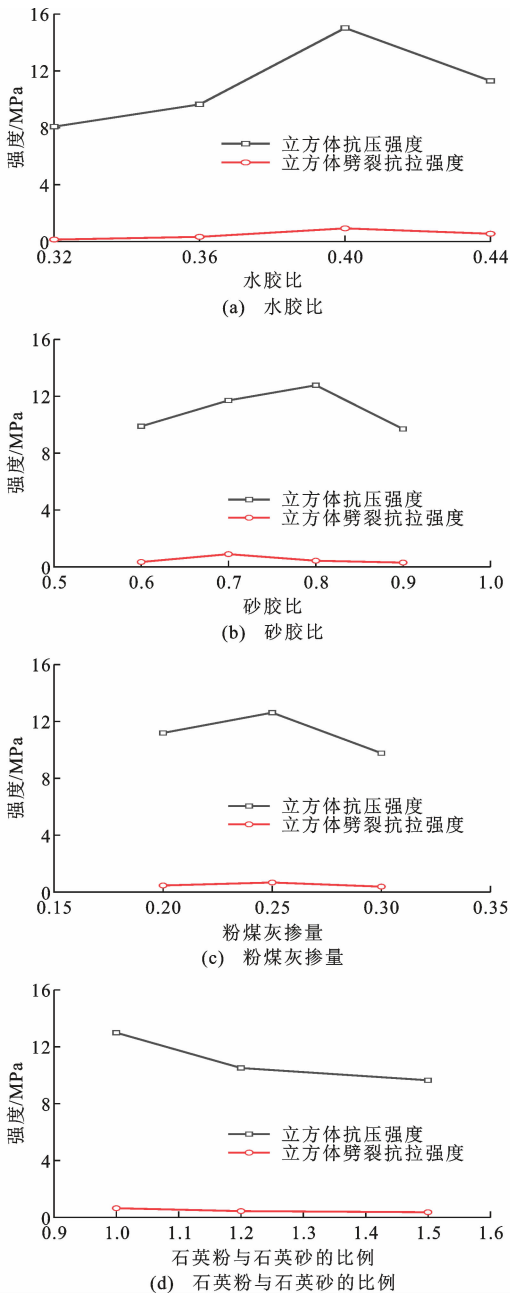 16
12
8
4
0
强度/MPa
立方体抗压强度
立方体劈裂抗拉强度
0.32 0.36 0.40 0.44
水胶比
(a) 水胶比
16
12
8
4
0
强度/MPa
立方体抗压强度
立方体劈裂抗拉强度
0.5 0.6 0.7 0.8 0.9 1.0
砂胶比
(b) 砂胶比
16
12
8
4
0
强度/MPa
立方体抗压强度
立方体劈裂抗拉强度
0.15 0.20 0.25 0.30 0.35
粉煤灰掺量
(c) 粉煤灰掺量
16
12
8
4
0
强度/MPa
立方体抗压强度
立方体劈裂抗拉强度
0.9 1.0 1.1 1.2 1.3 1.4 1.5 1.6
石英粉与石英砂的比例
(d) 石英粉与石英砂的比例